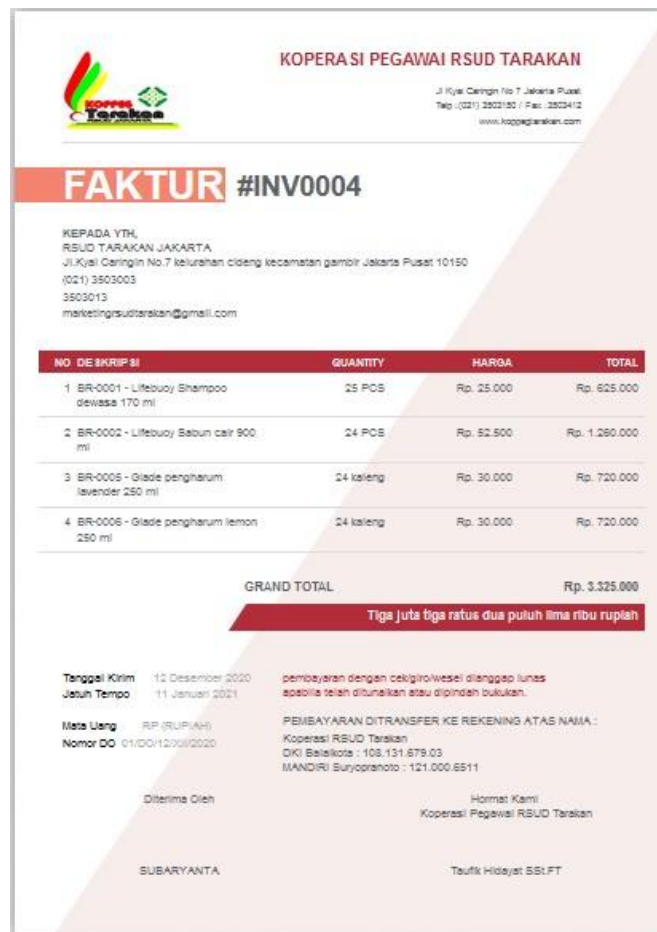 KOPERASI PEGAWAI RSUD TARAKAN
KOPPEG
Tarakan
RSUD JAKARTA
Jl Kyai Caringin No 7 Jakarta Pusat
Telp :(021) 3503150 / Fax : 3503412
www.koppegtarakan.com
FAKTUR #INV0004
KEPADA YTH,
RSUD TARAKAN JAKARTA
Jl.Kyai Caringin No.7 kelurahan cideng kecamatan gambir Jakarta Pusat 10150
(021) 3503003
3503013
marketingrsudtarakan@gmail.com
NO DESKRIPSI QUANTITY HARGA TOTAL
1 BR-0001 - Lifebuoy Shampoo 25 PCS Rp. 25.000 Rp. 625.000
dewasa 170 ml
2 BR-0002 - Lifebuoy Sabun cair 900 24 PCS Rp. 52.500 Rp. 1.260.000
ml
3 BR-0005 - Glade pengharum 24 kaleng Rp. 30.000 Rp. 720.000
lavender 250 ml
4 BR-0006 - Glade pengharum lemon 24 kaleng Rp. 30.000 Rp. 720.000
250 ml
GRAND TOTAL Rp. 3.325.000
Tiga juta tiga ratus dua puluh lima ribu rupiah
Tanggal Kirim 12 Desember 2020
Jatuh Tempo 11 Januari 2021
Mata Uang RP (RUPIAH)
Nomor DO 01/DO/12/XII/2020
pembayaran dengan cek/giro/wesel dianggap lunas
apabila telah ditunaikan atau dipindah bukukan.
PEMBAYARAN DITRANSFER KE REKENING ATAS NAMA :
Koperasi RSUD Tarakan
DKI Balaikota : 108.131.679.03
MANDIRI Suryopranoto : 121.000.6511
Diterima Oleh
Hormat Kami
Koperasi Pegawai RSUD Tarakan
SUBARYANTA
Taufik Hidayat SSt.FT